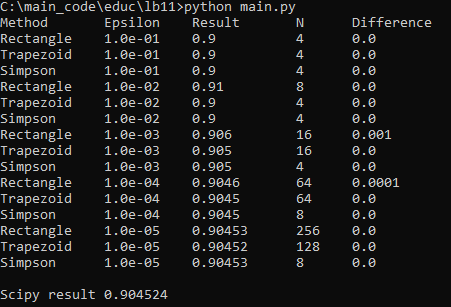 C:\main_code\educ\lb11>python main.py
Method Epsilon Result N Difference
Rectangle 1.0e-01 0.9 4 0.0
Trapezoid 1.0e-01 0.9 4 0.0
Simpson 1.0e-01 0.9 4 0.0
Rectangle 1.0e-02 0.91 8 0.0
Trapezoid 1.0e-02 0.9 4 0.0
Simpson 1.0e-02 0.9 4 0.0
Rectangle 1.0e-03 0.906 16 0.001
Trapezoid 1.0e-03 0.905 16 0.0
Simpson 1.0e-03 0.905 4 0.0
Rectangle 1.0e-04 0.9046 64 0.0001
Trapezoid 1.0e-04 0.9045 64 0.0
Simpson 1.0e-04 0.9045 8 0.0
Rectangle 1.0e-05 0.90453 256 0.0
Trapezoid 1.0e-05 0.90452 128 0.0
Simpson 1.0e-05 0.90453 8 0.0
Scipy result 0.904524